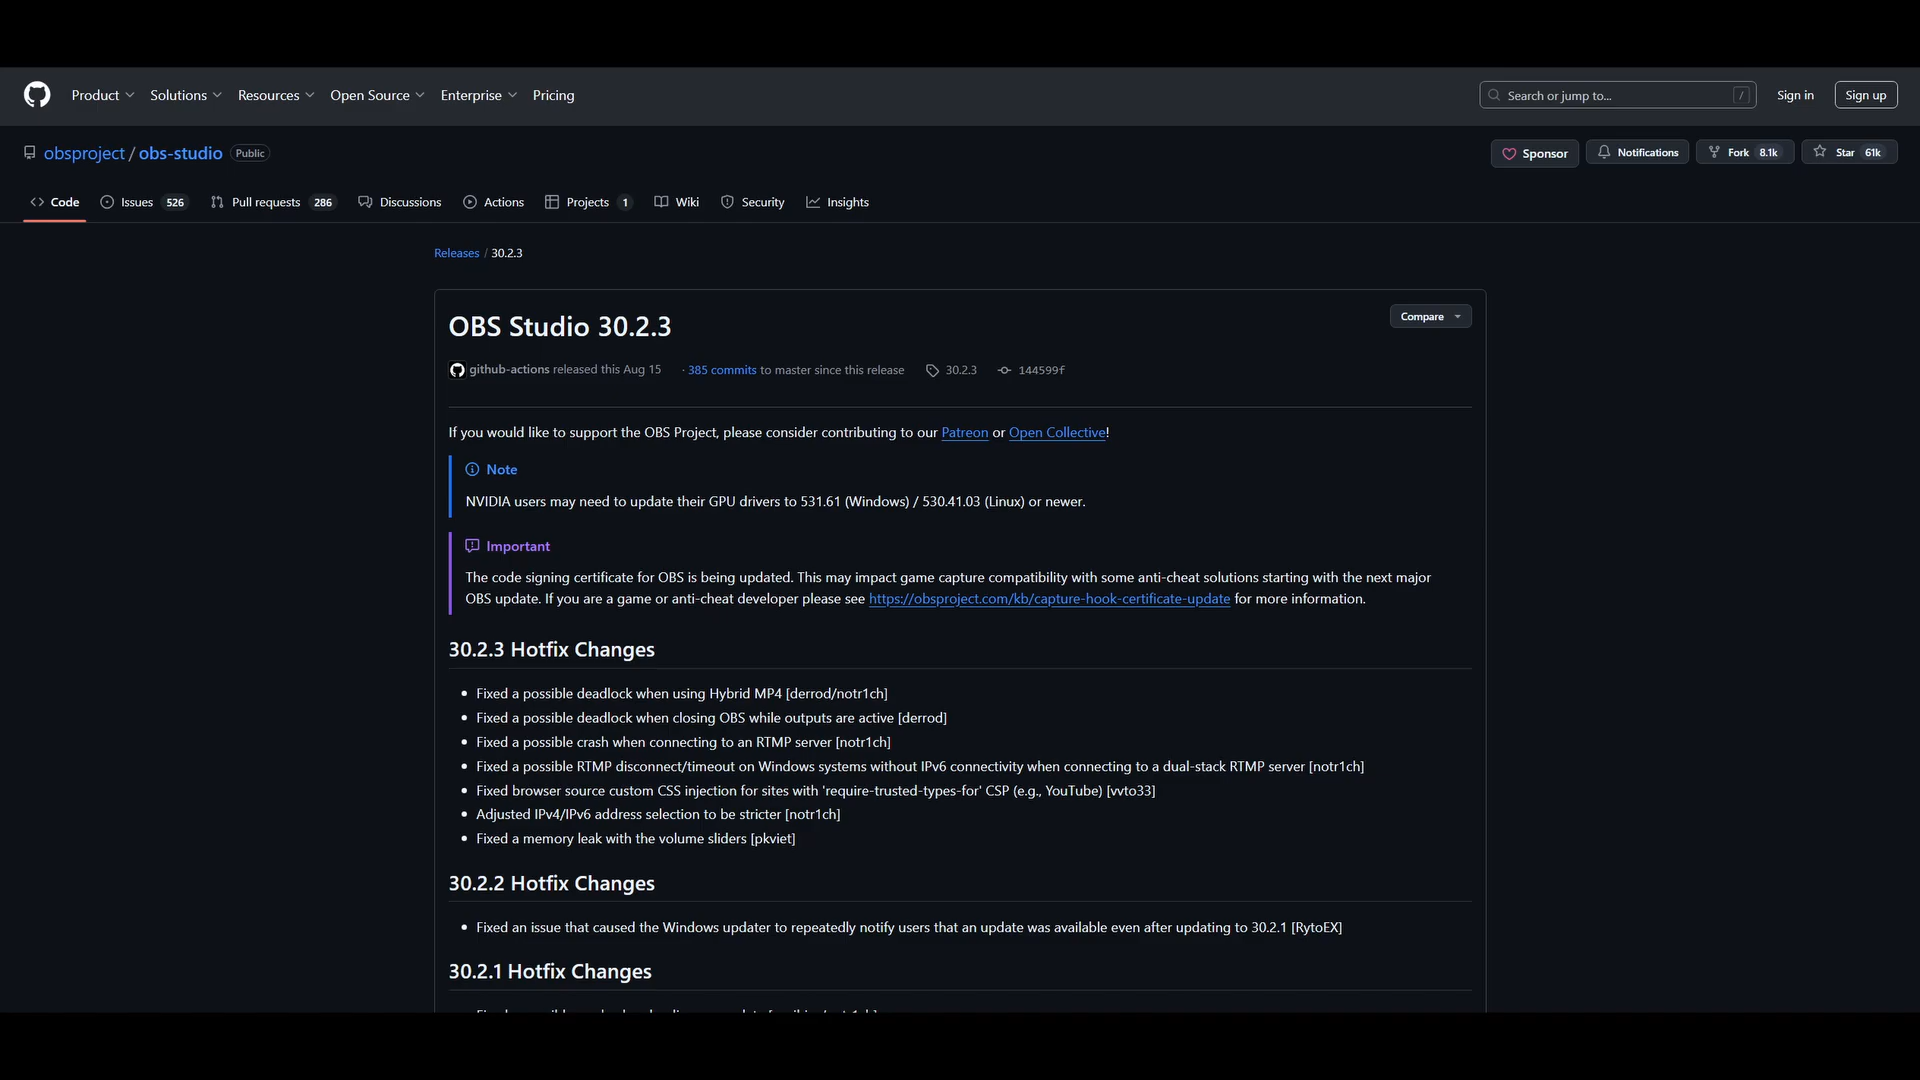 Product Solutions Resources Open Source Enterprise Pricing Search or jump to... / Sign in Sign up
obsproject / obs-studio Public Sponsor Notifications Fork 8.1k Star 61k
Code Issues 526 Pull requests 286 Discussions Actions Projects 1 Wiki Security Insights
Releases / 30.2.3
OBS Studio 30.2.3 Compare
github-actions released this Aug 15 · 385 commits to master since this release 30.2.3 144599f
If you would like to support the OBS Project, please consider contributing to our Patreon or Open Collective!
Note
NVIDIA users may need to update their GPU drivers to 531.61 (Windows) / 530.41.03 (Linux) or newer.
Important
The code signing certificate for OBS is being updated. This may impact game capture compatibility with some anti-cheat solutions starting with the next major
OBS update. If you are a game or anti-cheat developer please see https://obsproject.com/kb/capture-hook-certificate-update for more information.
30.2.3 Hotfix Changes
• Fixed a possible deadlock when using Hybrid MP4 [derrod/notr1ch]
• Fixed a possible deadlock when closing OBS while outputs are active [derrod]
• Fixed a possible crash when connecting to an RTMP server [notr1ch]
• Fixed a possible RTMP disconnect/timeout on Windows systems without IPv6 connectivity when connecting to a dual-stack RTMP server [notr1ch]
• Fixed browser source custom CSS injection for sites with 'require-trusted-types-for' CSP (e.g., YouTube) [vvto33]
• Adjusted IPv4/IPv6 address selection to be stricter [notr1ch]
• Fixed a memory leak with the volume sliders [pkviet]
30.2.2 Hotfix Changes
• Fixed an issue that caused the Windows updater to repeatedly notify users that an update was available even after updating to 30.2.1 [RytoEX]
30.2.1 Hotfix Changes